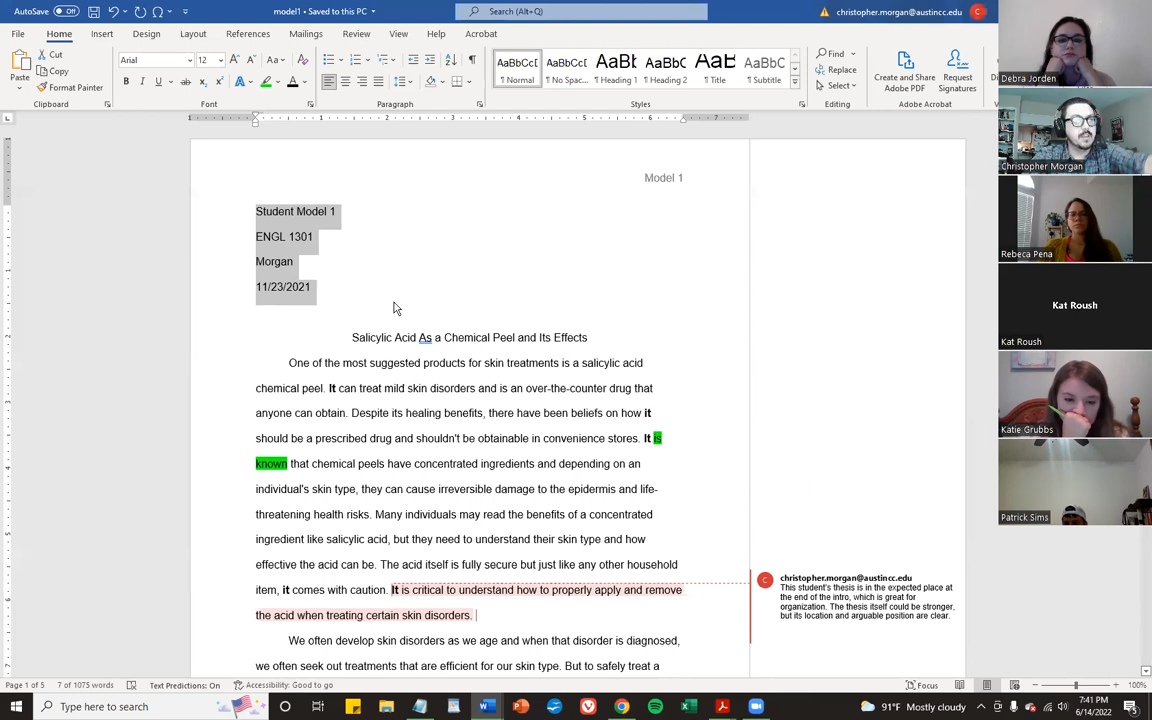 AutoSave Off model1 • Saved to this PC Search (Alt+Q) christopher.morgan@austincc.edu C
File Home Insert Draw Design Layout References Mailings Review View Help Acrobat
Paste Cut Copy Format Painter
Arial 12
AaBbCcI AaBbCcI AaBbC AaBbCc AaBb AaBbCc
Normal No Spac... Heading 1 Heading 2 Title Subtitle
Find Replace Select
Create and Share Adobe PDF Request Signatures
Clipboard Font Paragraph Styles Editing Adobe Acrobat
1 1 2 3 4 5 6 7
Model 1
Student Model 1
ENGL 1301
Morgan
11/23/2021
Salicylic Acid As a Chemical Peel and Its Effects
One of the most suggested products for skin treatments is a salicylic acid
chemical peel. It can treat mild skin disorders and is an over-the-counter drug that
anyone can obtain. Despite its healing benefits, there have been beliefs on how it
should be a prescribed drug and shouldn't be obtainable in convenience stores. It is
known that chemical peels have concentrated ingredients and depending on an
individual's skin type, they can cause irreversible damage to the epidermis and life-
threatening health risks. Many individuals may read the benefits of a concentrated
ingredient like salicylic acid, but they need to understand their skin type and how
effective the acid can be. The acid itself is fully secure but just like any other household
item, it comes with caution. It is critical to understand how to properly apply and remove
the acid when treating certain skin disorders.
We often develop skin disorders as we age and when that disorder is diagnosed,
we often seek out treatments that are efficient for our skin type. But to safely treat a
C christopher.morgan@austincc.edu
This student's thesis is in the expected place at
the end of the intro, which is great for
organization. The thesis itself could be stronger,
but its location and arguable position are clear.
Debra Jorden
Christopher Morgan
Rebeca Pena
Kat Roush
Kat Roush
Katie Grubbs
Patrick Sims
Page 1 of 5 7 of 1075 words Text Predictions: On Accessibility: Good to go Focus 100%
Type here to search 91°F Mostly cloudy 7:41 PM
6/14/2022